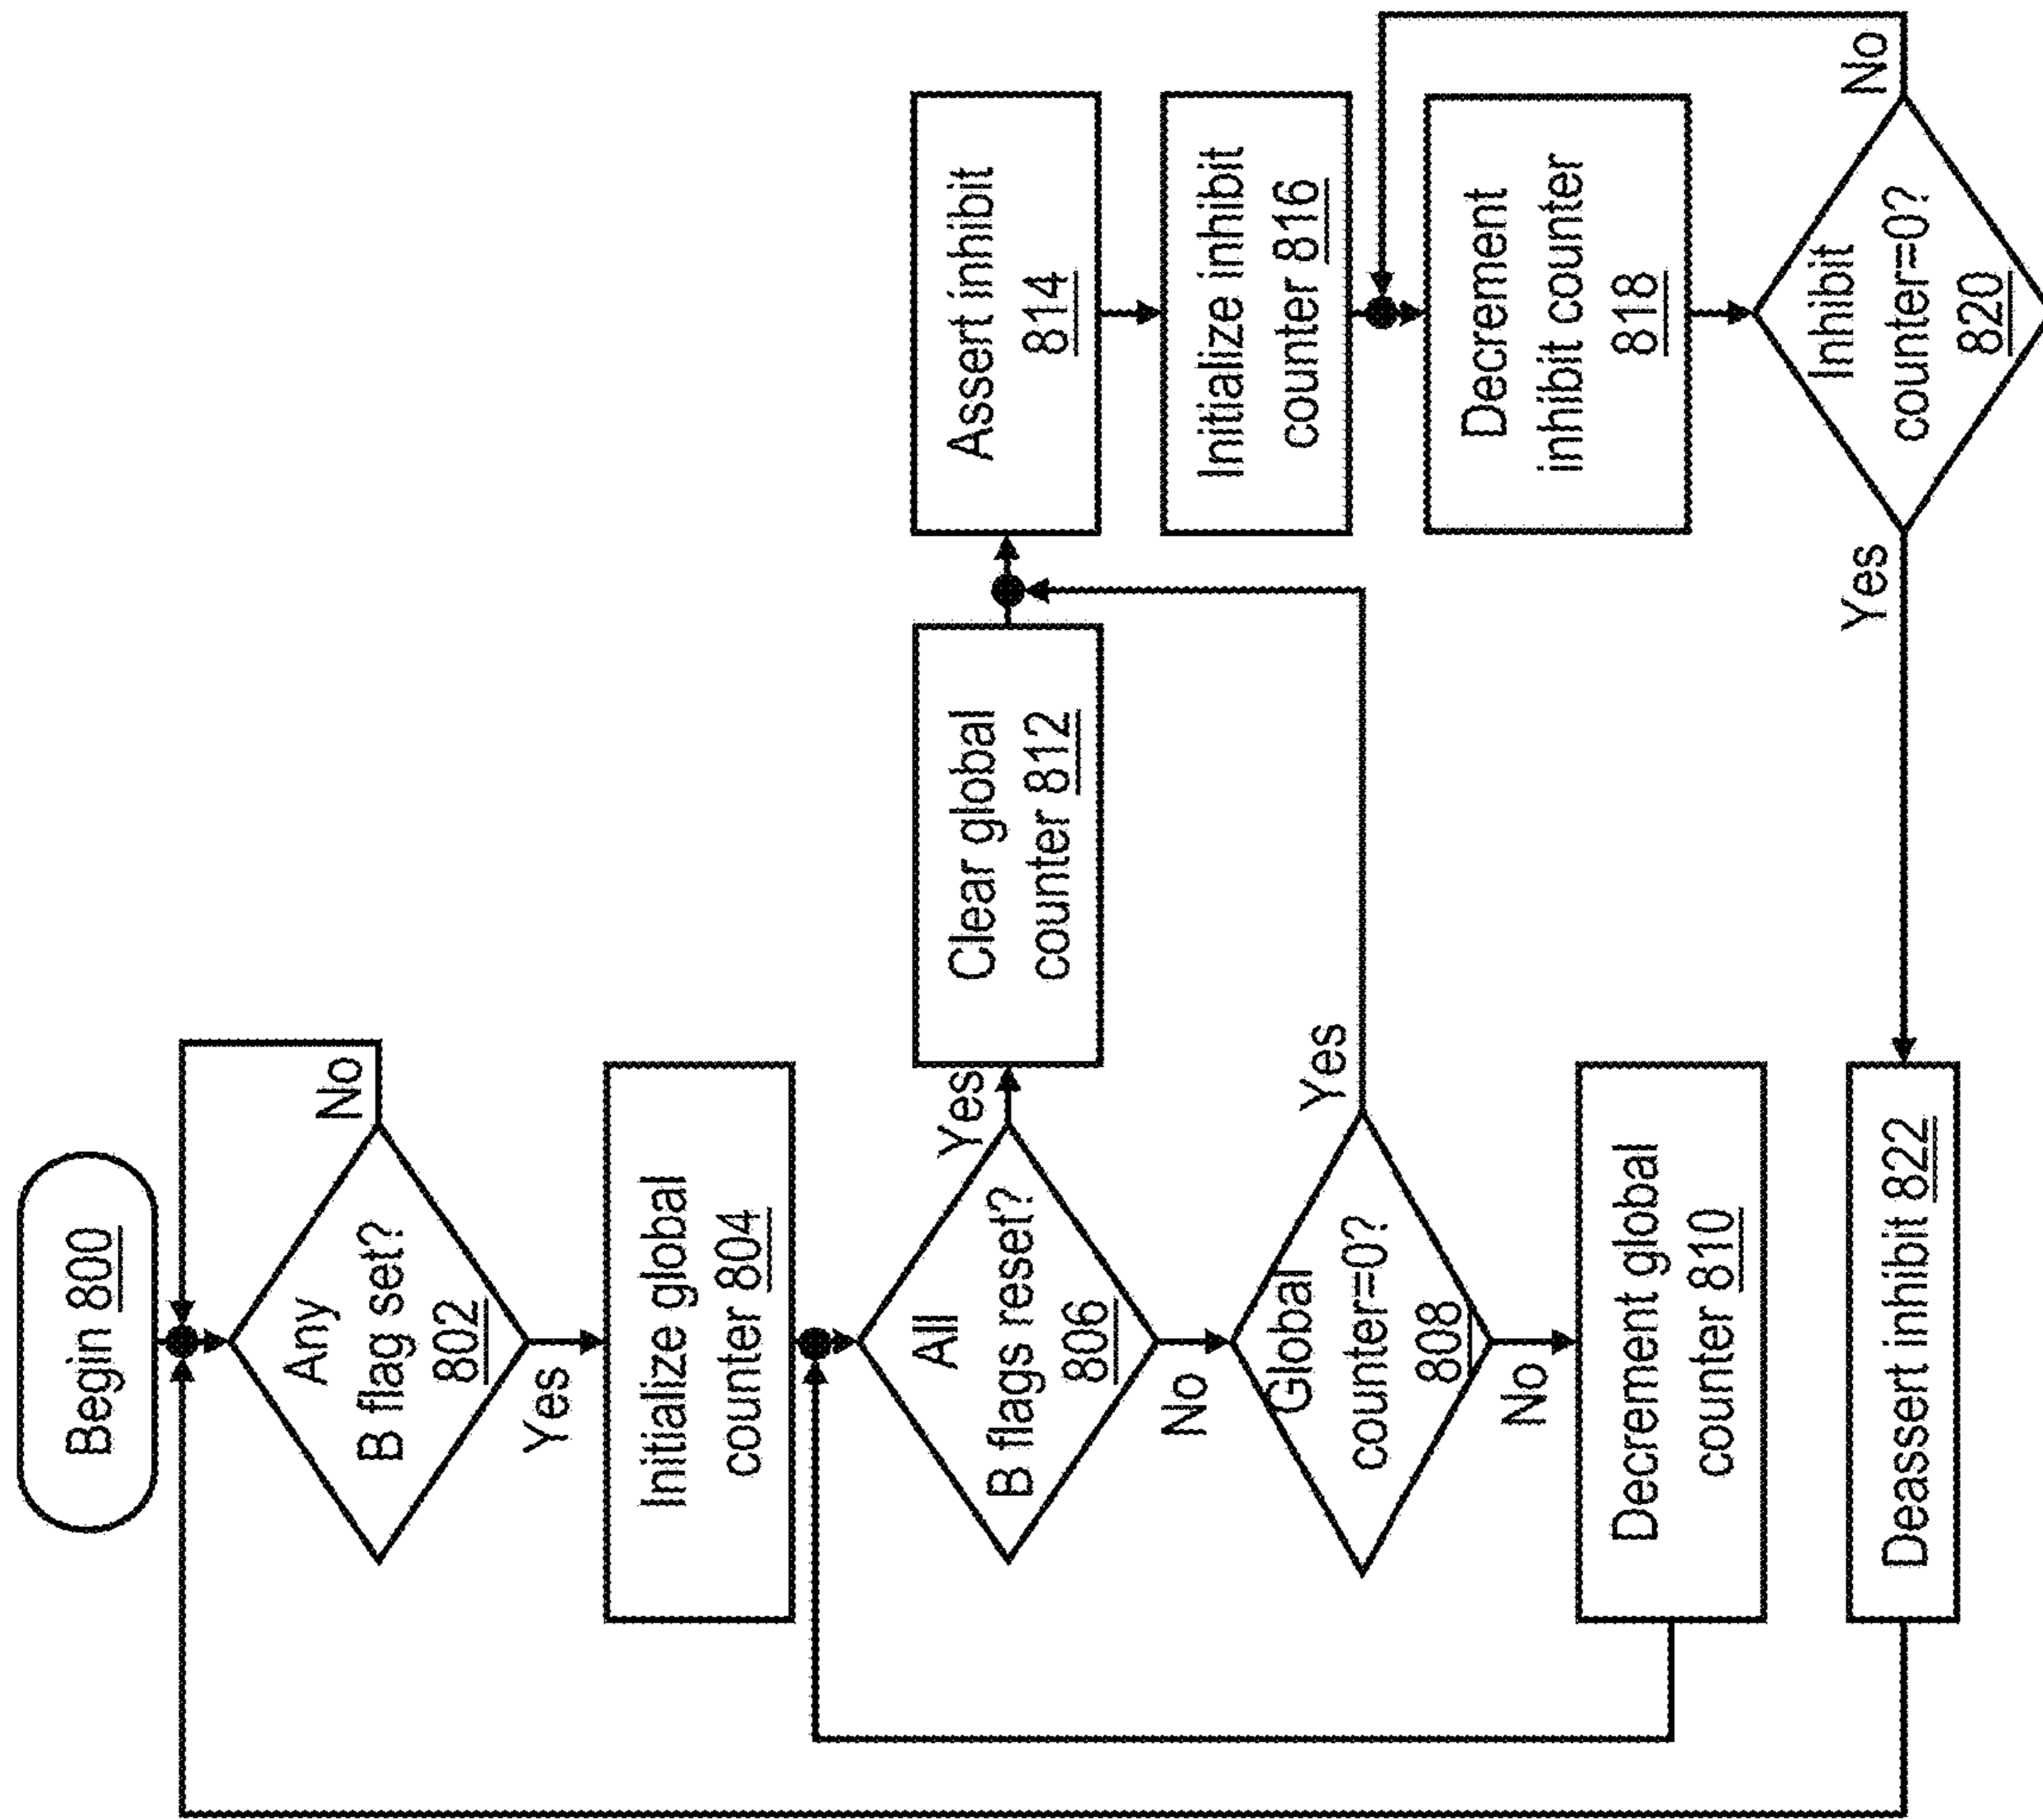 Begin 800
No
Any
B flag set?
802
Yes
Initialize global
counter 804
All
B flags reset?
806
Yes
No
Clear global
counter 812
Global
counter=0?
808
Yes
No
Decrement global
counter 810
Assert inhibit
814
Initialize inhibit
counter 816
Decrement
inhibit counter
818
Inhibit
counter=0?
820
No
Yes
Deassert inhibit 822